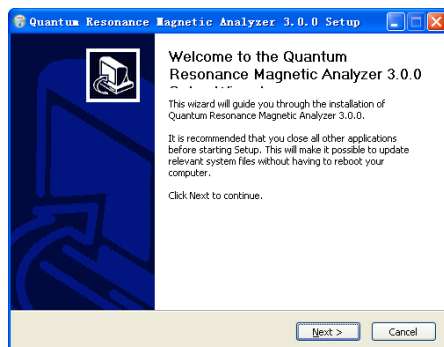 Quantum Resonance Magnetic Analyzer 3.0.0 Setup
Welcome to the Quantum
Resonance Magnetic Analyzer 3.0.0
This wizard will guide you through the installation of
Quantum Resonance Magnetic Analyzer 3.0.0.
It is recommended that you close all other applications
before starting Setup. This will make it possible to update
relevant system files without having to reboot your
computer.
Click Next to continue.
Next >
Cancel